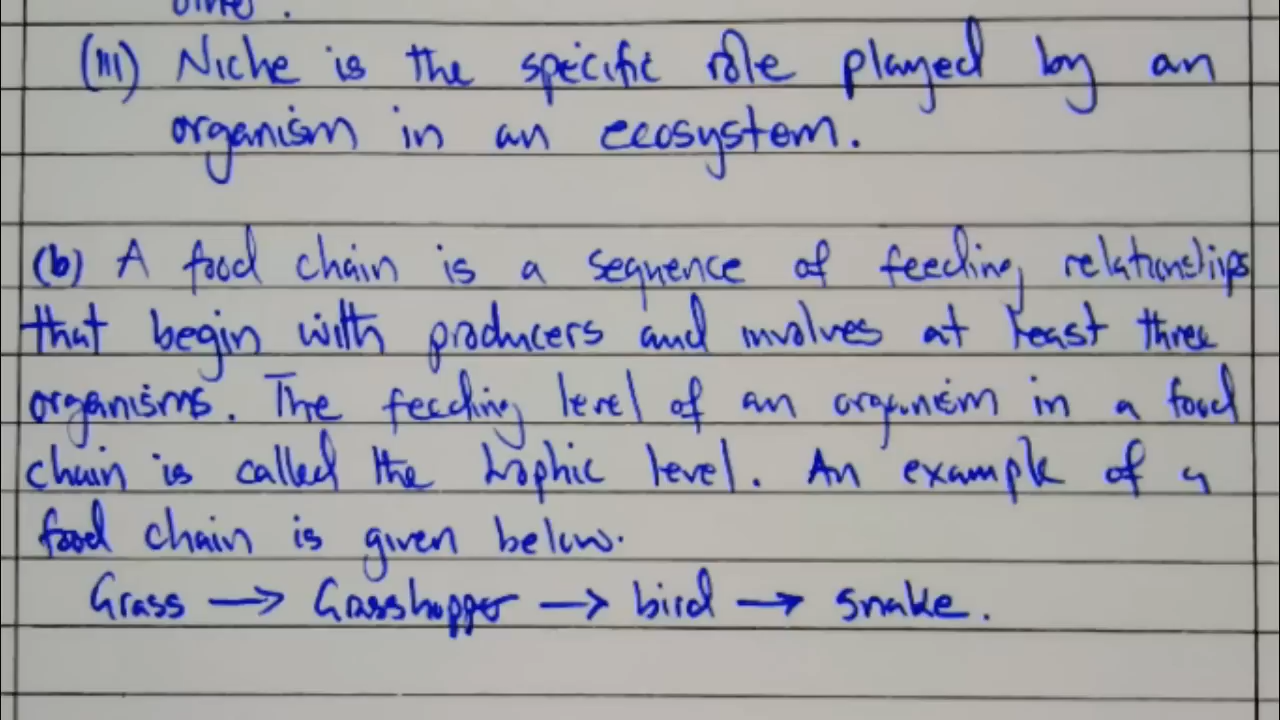 (iii) Niche is the specific role played by an
organism in an ecosystem.
(b) A food chain is a sequence of feeding relationships
that begin with producers and involves at least three
organisms. The feeding level of an organism in a food
chain is called the trophic level. An example of a
food chain is given below.
Grass → Grasshopper → bird → snake.